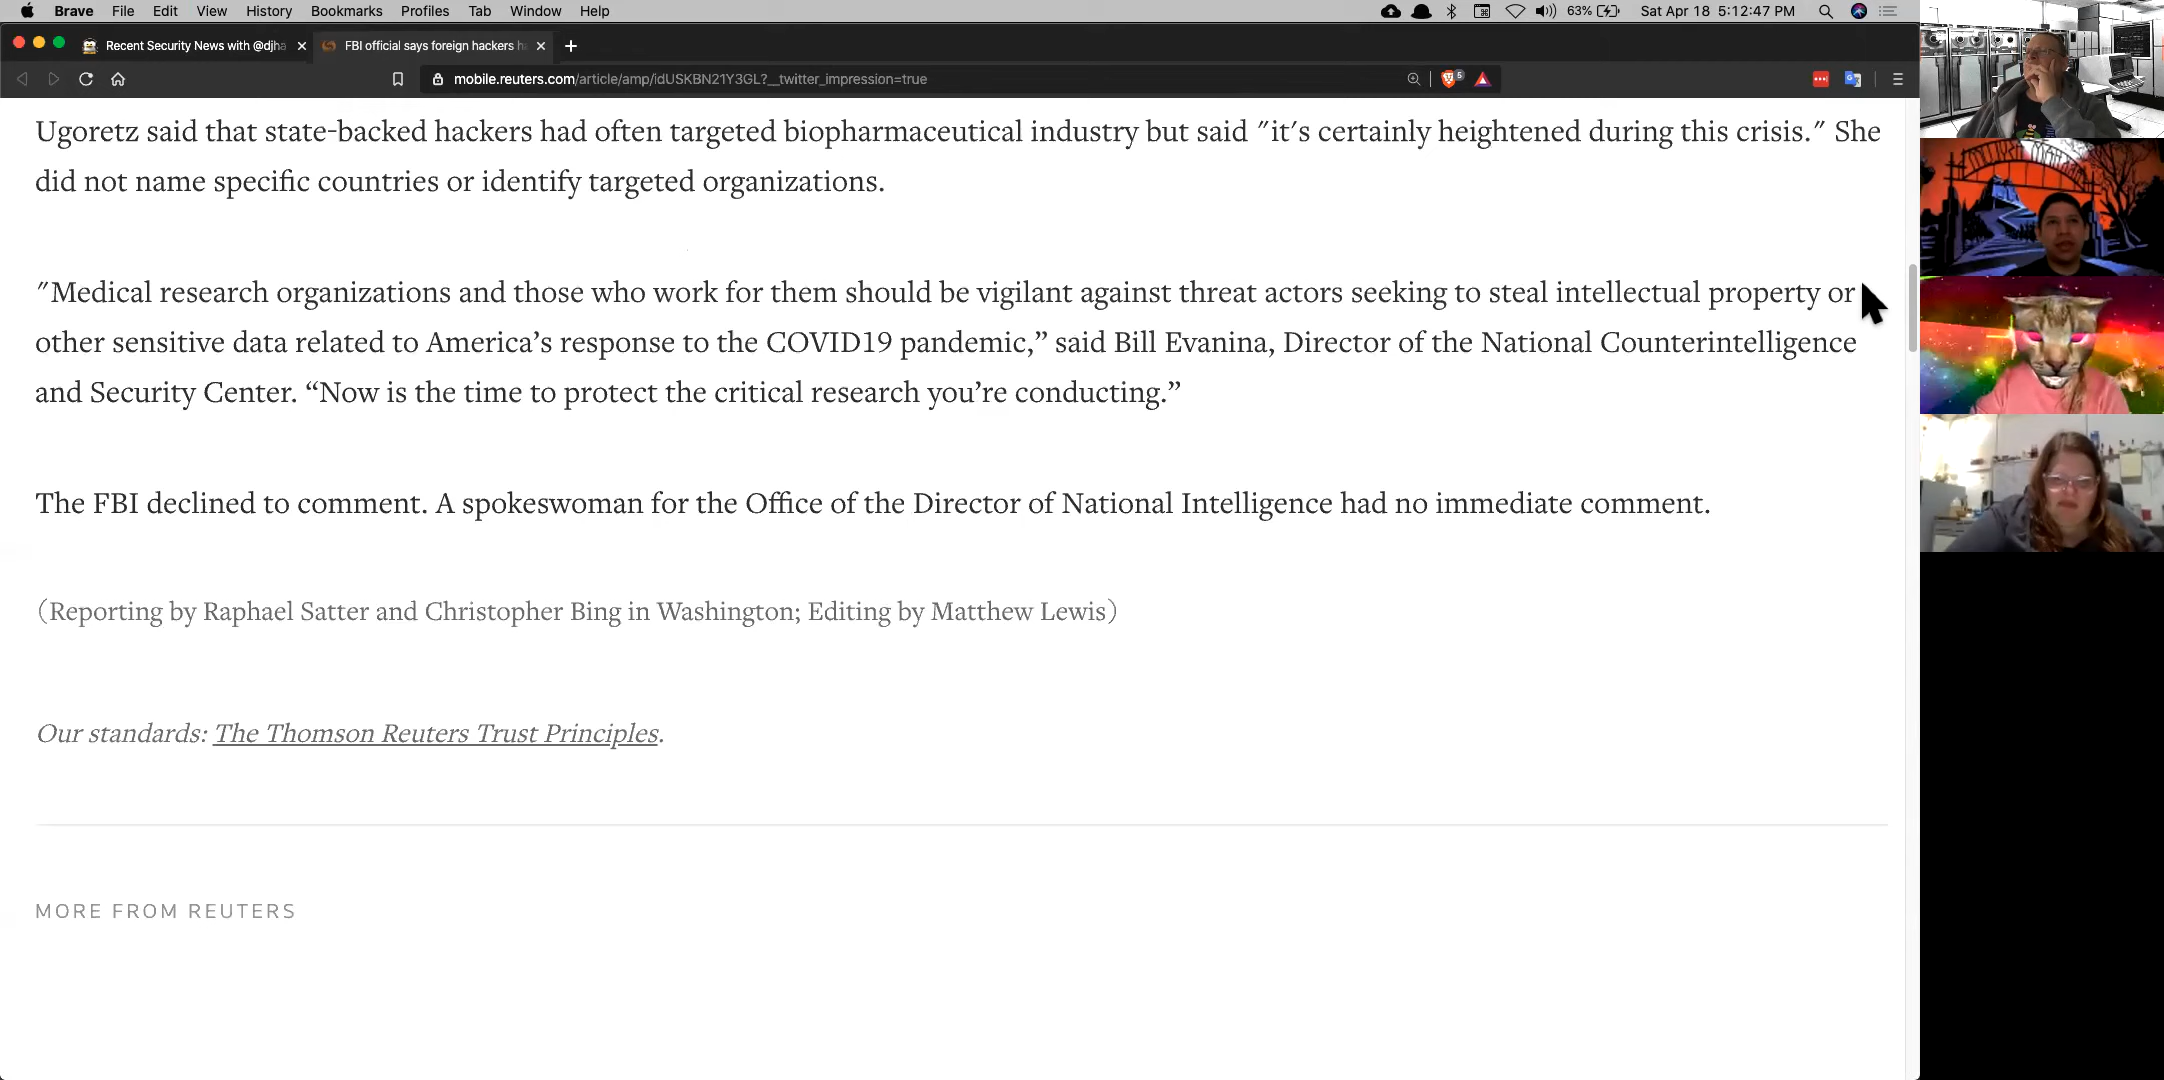 Brave File Edit View History Bookmarks Profiles Tab Window Help 63% Sat Apr 18 5:12:47 PM
Recent Security News with @djha FBI official says foreign hackers ha
mobile.reuters.com/article/amp/idUSKBN21Y3GL?__twitter_impression=true 5
Ugoretz said that state-backed hackers had often targeted biopharmaceutical industry but said "it's certainly heightened during this crisis." She
did not name specific countries or identify targeted organizations.
"Medical research organizations and those who work for them should be vigilant against threat actors seeking to steal intellectual property or
other sensitive data related to America’s response to the COVID19 pandemic,” said Bill Evanina, Director of the National Counterintelligence
and Security Center. “Now is the time to protect the critical research you’re conducting.”
The FBI declined to comment. A spokeswoman for the Office of the Director of National Intelligence had no immediate comment.
(Reporting by Raphael Satter and Christopher Bing in Washington; Editing by Matthew Lewis)
Our standards: The Thomson Reuters Trust Principles.
MORE FROM REUTERS